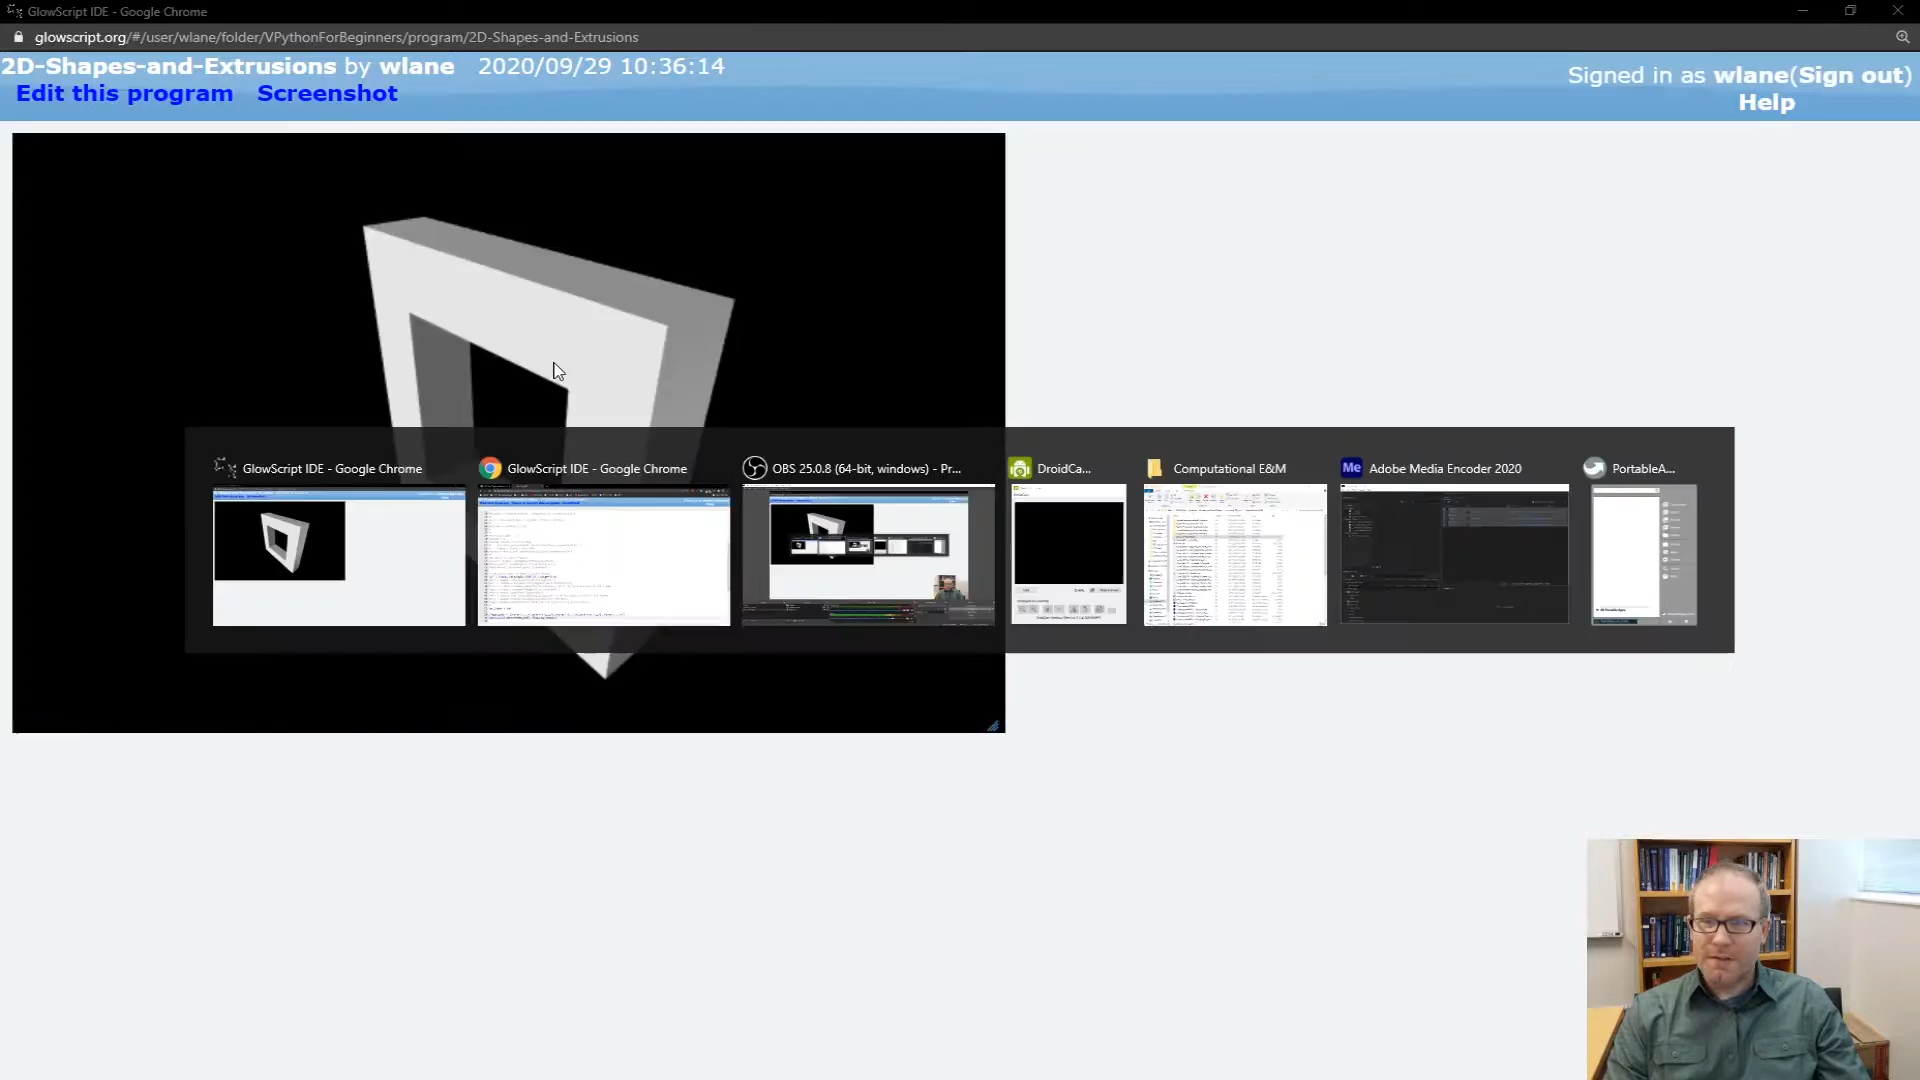 GlowScript IDE - Google Chrome
glowscript.org/#/user/wlane/folder/VPythonForBeginners/program/2D-Shapes-and-Extrusions
2D-Shapes-and-Extrusions by wlane 2020/09/29 10:36:14
Signed in as wlane(Sign out)
Edit this program Screenshot
Help
GlowScript IDE - Google Chrome
GlowScript IDE - Google Chrome
OBS 25.0.8 (64-bit, windows) - Pr...
DroidCa...
Computational E&M
Me Adobe Media Encoder 2020
PortableA...